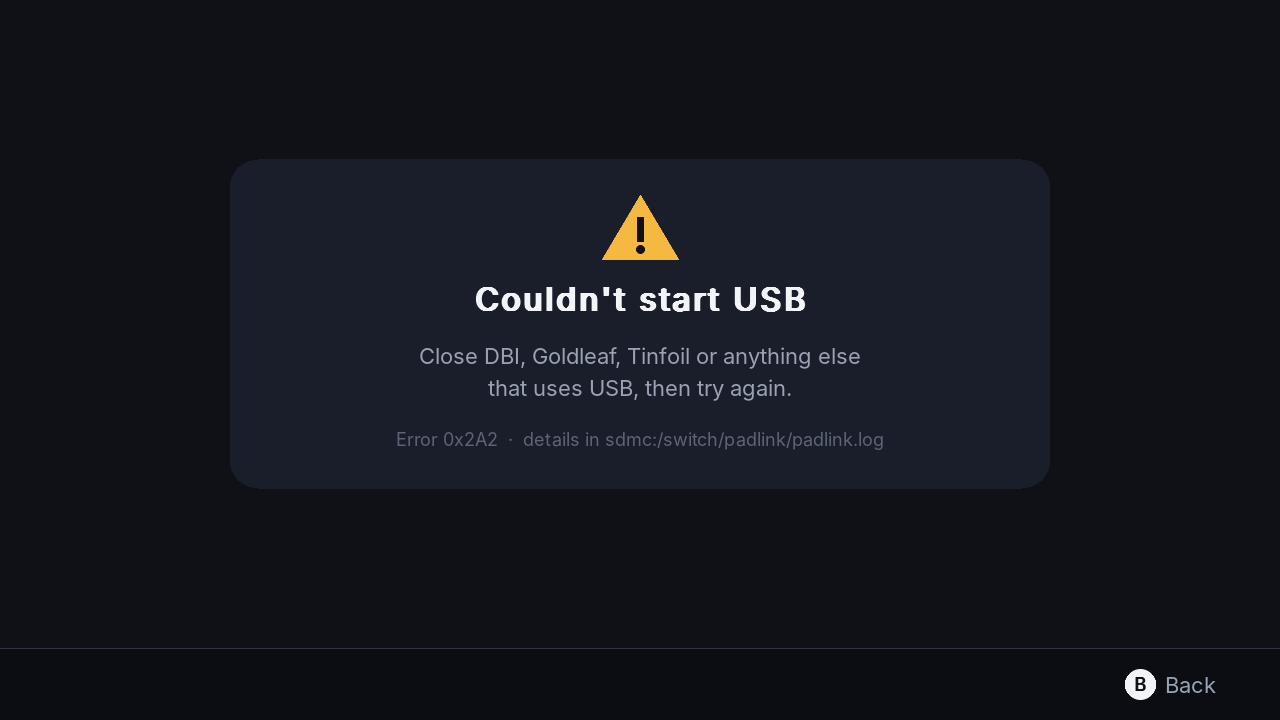 Couldn't start USB
Close DBI, Goldleaf, Tinfoil or anything else
that uses USB, then try again.
Error 0x2A2 · details in sdmc:/switch/padlink/padlink.log
B Back